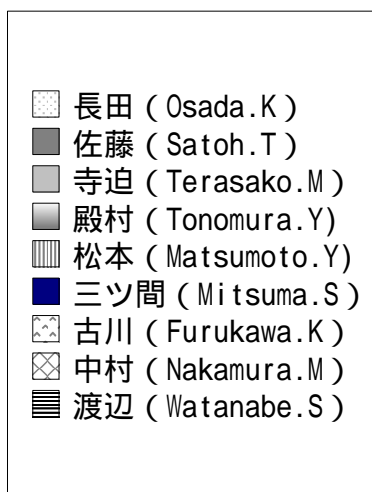 長田（Osada.K）
佐藤（Satoh.T）
寺迫（Terasako.M）
殿村（Tonomura.Y)
松本（Matsumoto.Y)
三ツ間（Mitsuma.S）
古川（Furukawa.K）
中村（Nakamura.M）
渡辺（Watanabe.S）